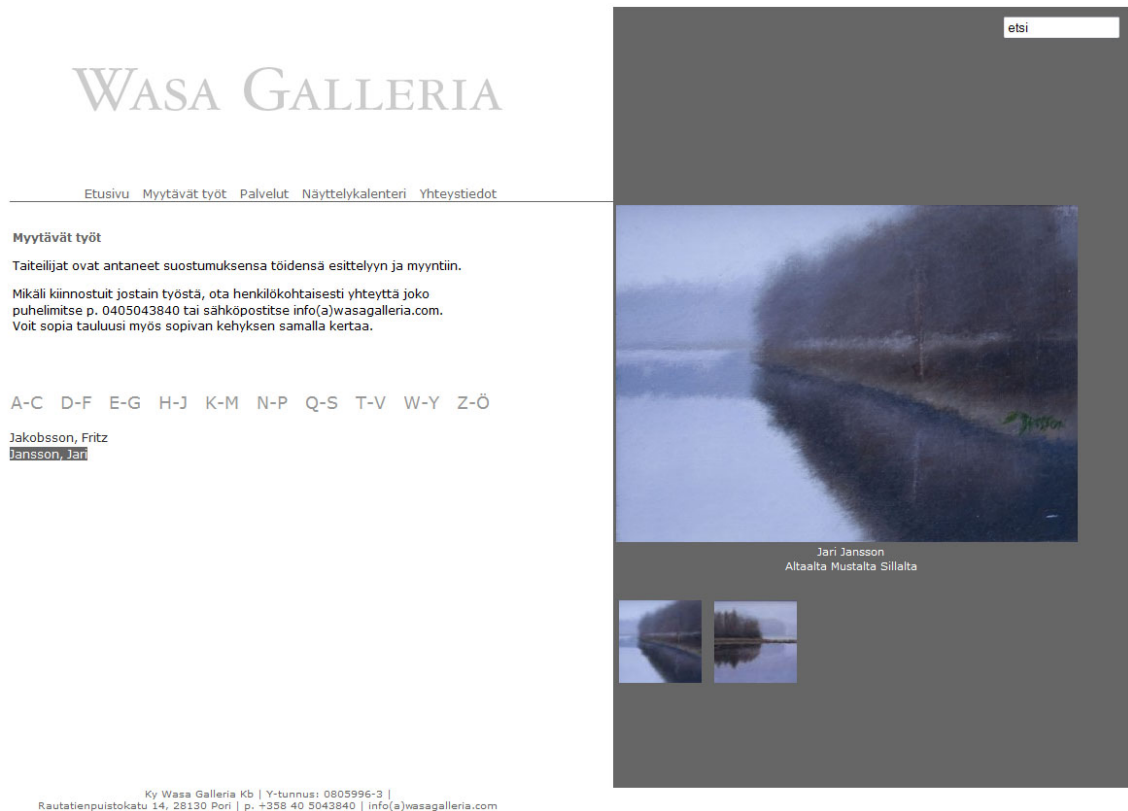 etsi
WASA GALLERIA
Etusivu Myytävät työt Palvelut Näyttelykalenteri Yhteystiedot
Myytävät työt
Taiteilijat ovat antaneet suostumuksensa töidensä esittelyyn ja myyntiin.
Mikäli kiinnostuit jostain työstä, ota henkilökohtaisesti yhteyttä joko
puhelimitse p. 0405043840 tai sähköpostitse info(a)wasagalleria.com.
Voit sopia tauluusi myös sopivan kehyksen samalla kertaa.
A-C D-F E-G H-J K-M N-P Q-S T-V W-Y Z-Ö
Jakobsson, Fritz
Jansson, Jari
Jansson
Jari Jansson
Altaalta Mustalta Sillalta
Ky Wasa Galleria Kb | Y-tunnus: 0805996-3 |
Rautatienpuistokatu 14, 28130 Pori | p. +358 40 5043840 | info(a)wasagalleria.com